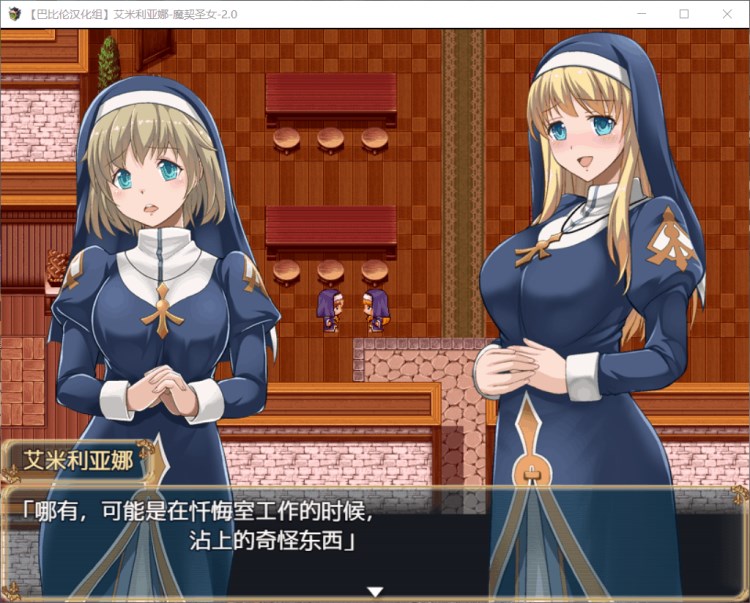 【巴比伦汉化组】艾米利亚娜-魔契圣女-2.0
艾米利亚娜
「哪有，可能是在忏悔室工作的时候，
沾上的奇怪东西」